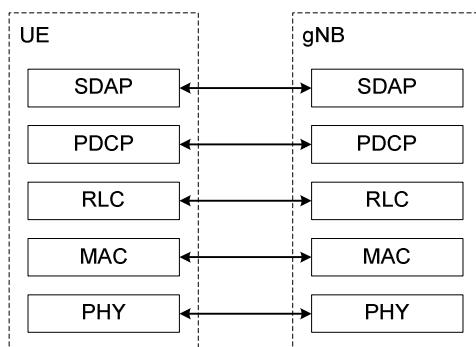 UE gNB
SDAP SDAP
PDCP PDCP
RLC RLC
MAC MAC
PHY PHY